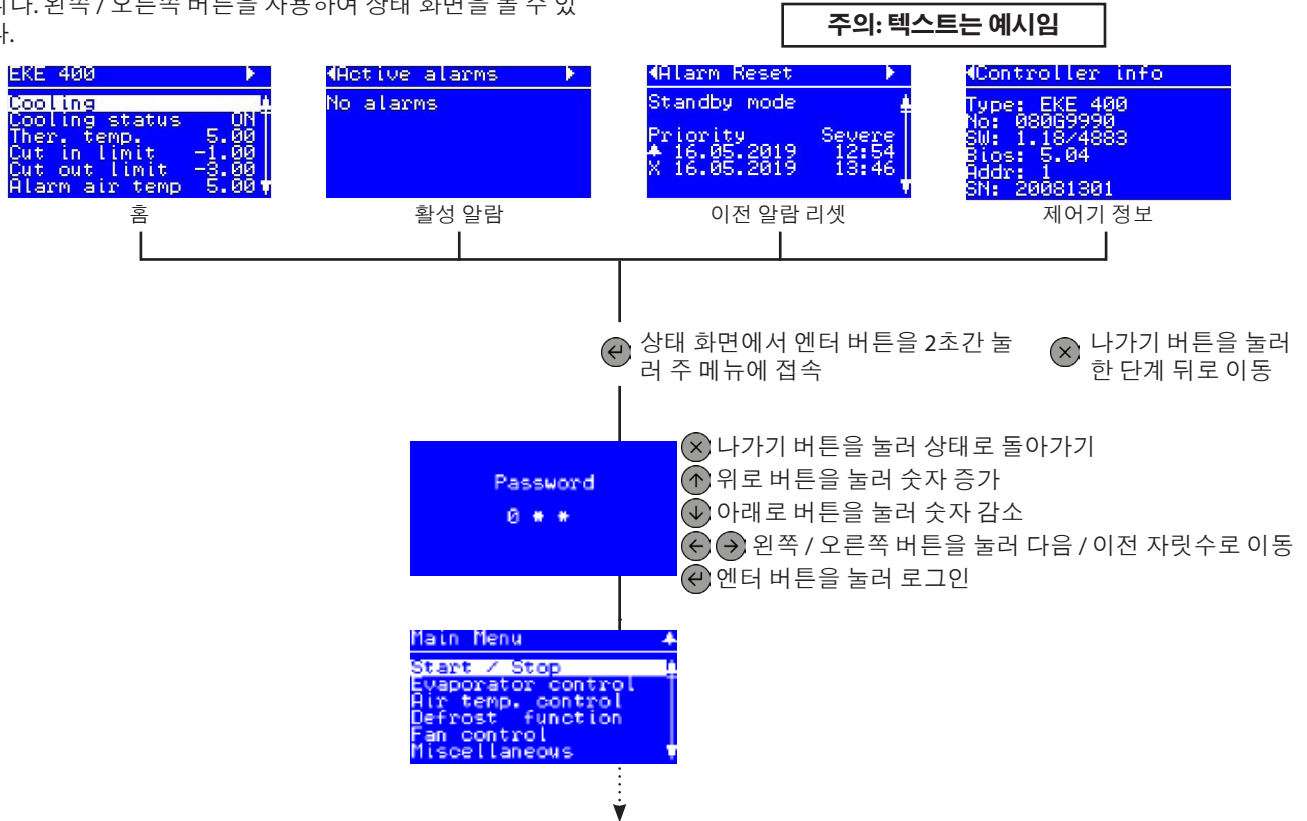 니다. 왼쪽 / 오른쪽 버튼을 사용하여 상태 화면을 볼 수 있
다.
주의: 텍스트는 예시임
EKE 400
Cooling
Cooling status ON
Ther. temp. 5.00
Cut in limit -1.00
Cut out limit -3.00
Alarm air temp 5.00
홈
Active alarms
No alarms
활성 알람
Alarm Reset
Standby mode
Priority Severe
16.05.2019 12:54
X 16.05.2019 13:46
이전 알람 리셋
Controller info
Type: EKE 400
No: 080G9990
SW: 1.18/4883
Bios: 5.04
Addr: 1
SN: 20081301
제어기 정보
상태 화면에서 엔터 버튼을 2초간 눌
러 주 메뉴에 접속
나가기 버튼을 눌러
한 단계 뒤로 이동
Password
0 * *
나가기 버튼을 눌러 상태로 돌아가기
위로 버튼을 눌러 숫자 증가
아래로 버튼을 눌러 숫자 감소
왼쪽 / 오른쪽 버튼을 눌러 다음 / 이전 자릿수로 이동
엔터 버튼을 눌러 로그인
Main Menu
Start / Stop
Evaporator control
Air temp. control
Defrost function
Fan control
Miscellaneous